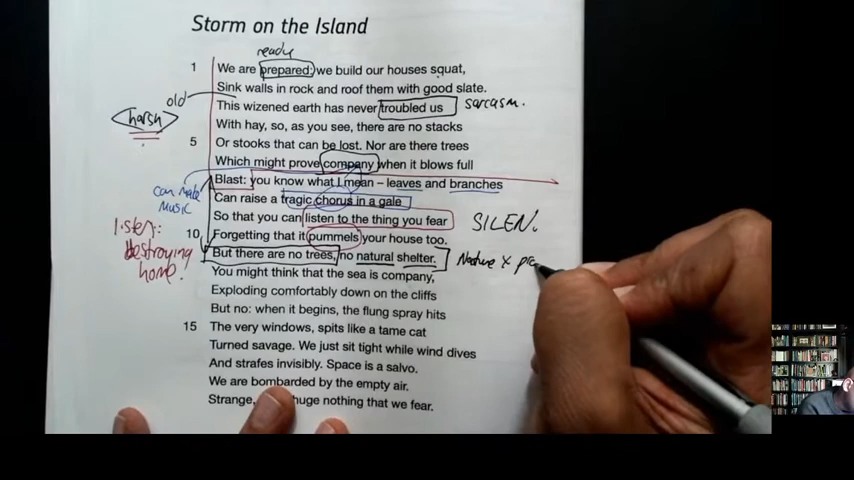 Storm on the Island
ready
1 We are prepared: we build our houses squat,
old
Sink walls in rock and roof them with good slate.
harsh
This wizened earth has never troubled us
sarcasm.
With hay, so, as you see, there are no stacks
5 Or stooks that can be lost. Nor are there trees
Which might prove company when it blows full
Blast: you know what I mean – leaves and branches
can make
music
Can raise a tragic chorus in a gale
So that you can listen to the thing you fear
SILEN.
listen:
destroying
home.
10 Forgetting that it pummels your house too.
But there are no trees, no natural shelter.
Nature x pro
You might think that the sea is company,
Exploding comfortably down on the cliffs
But no: when it begins, the flung spray hits
15 The very windows, spits like a tame cat
Turned savage. We just sit tight while wind dives
And strafes invisibly. Space is a salvo.
We are bombarded by the empty air.
Strange, huge nothing that we fear.